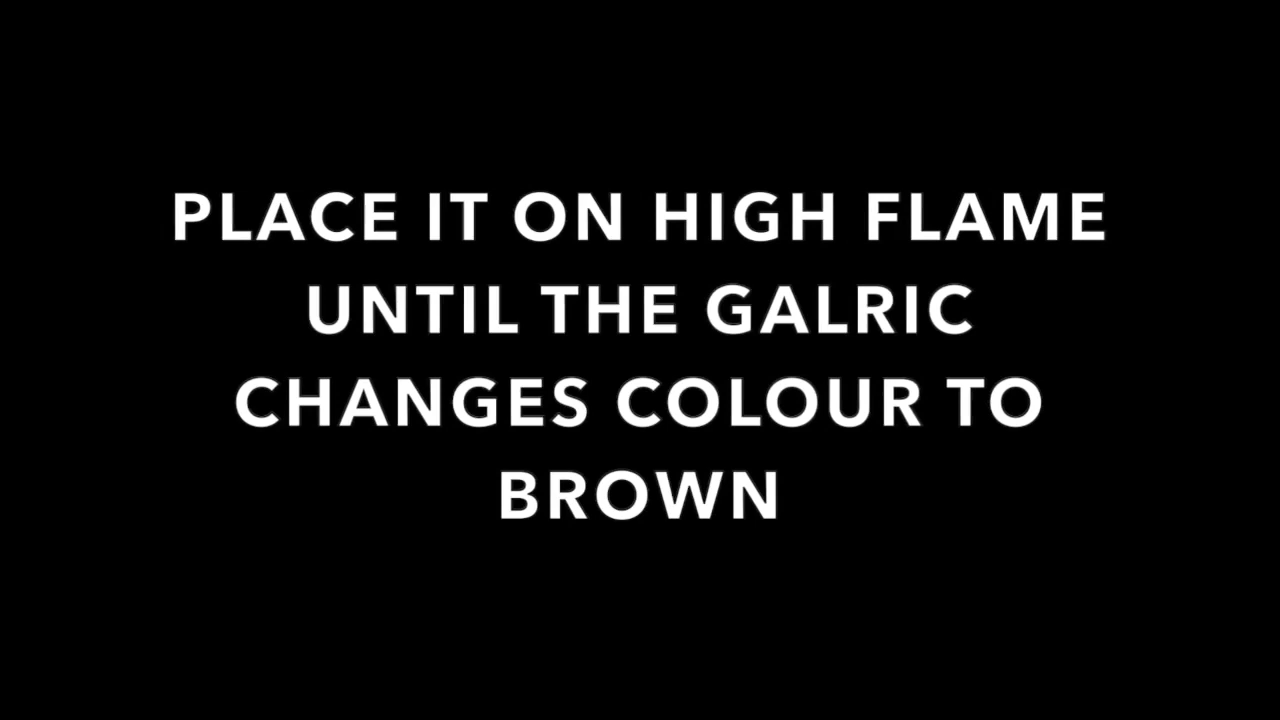 PLACE IT ON HIGH FLAME
UNTIL THE GALRIC
CHANGES COLOUR TO
BROWN